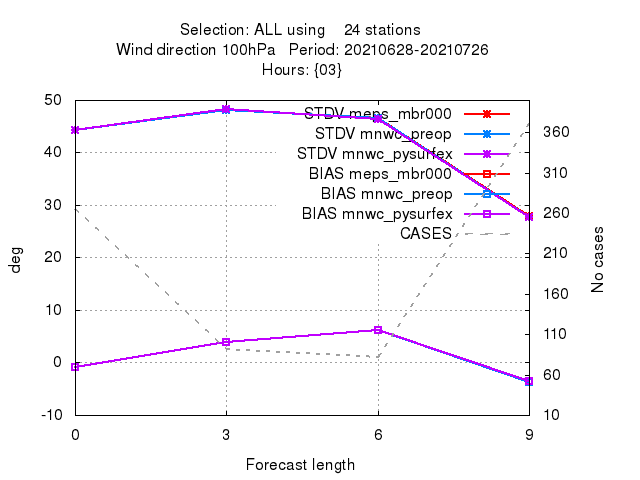 Selection: ALL using    24 stations
Wind direction 100hPa   Period: 20210628-20210726
Hours: {03}
50
40
30
20
10
0
-10
deg
STDV meps_mbr000
STDV mnwc_preop
STDV mnwc_pysurfex
BIAS meps_mbr000
BIAS mnwc_preop
BIAS mnwc_pysurfex
CASES
360
310
260
210
160
110
60
10
No cases
0 3 6 9
Forecast length